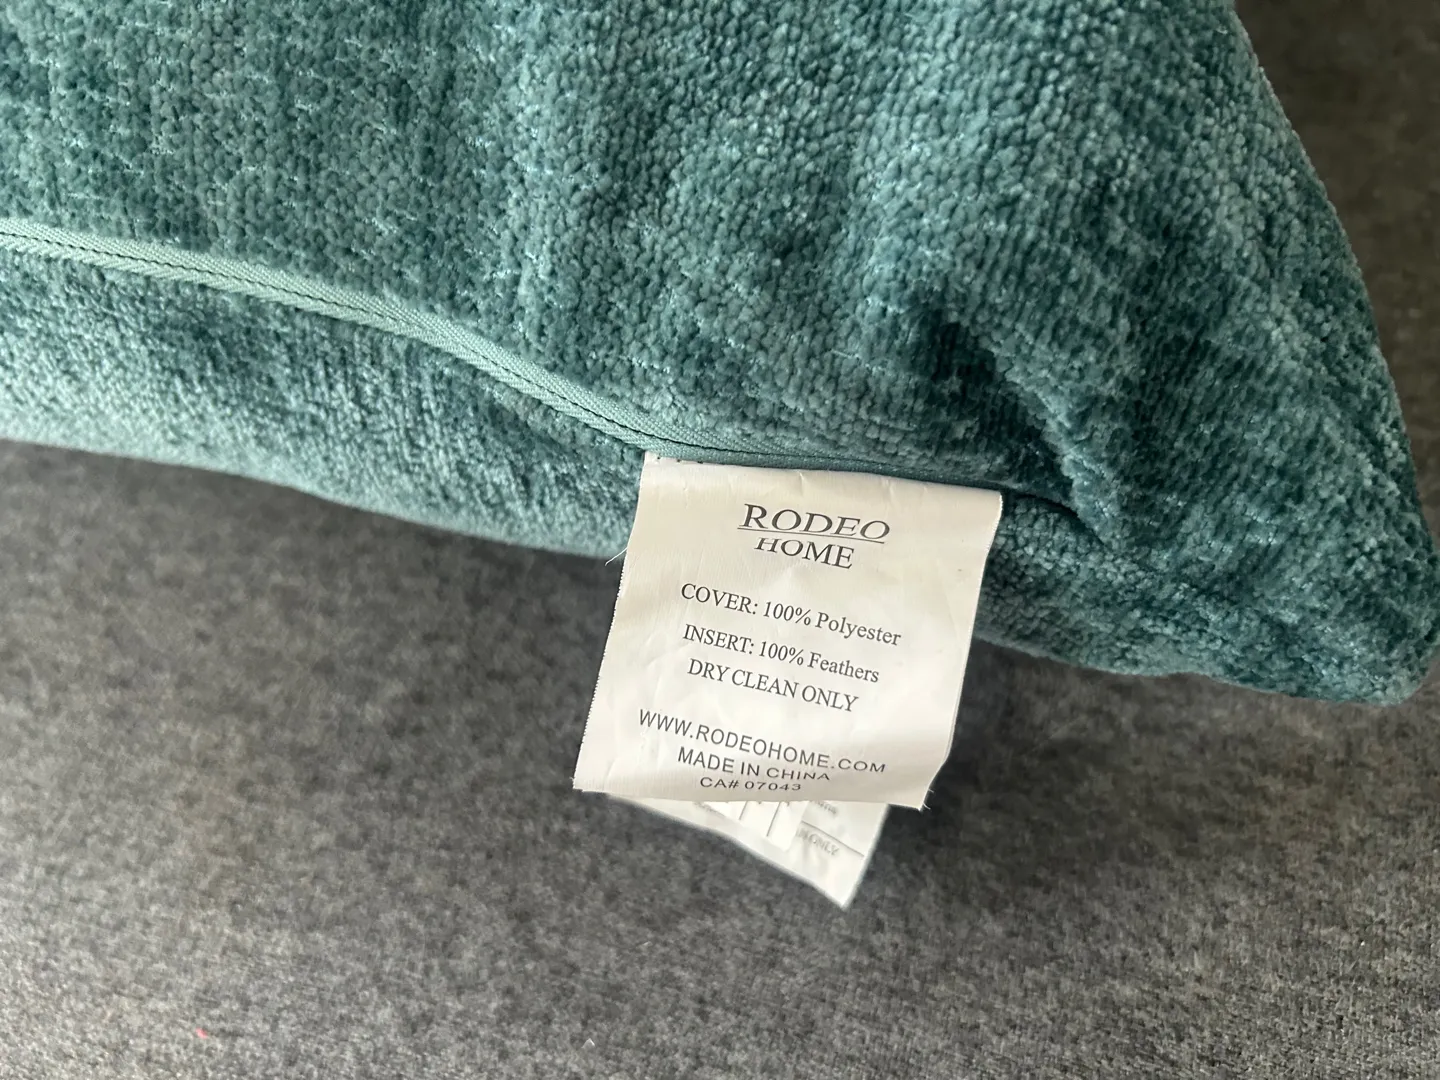 RODEO
HOME
COVER: 100% Polyester
INSERT: 100% Feathers
DRY CLEAN ONLY
WWW.RODEOHOME.COM
MADE IN CHINA
CA# 07043
ONLY